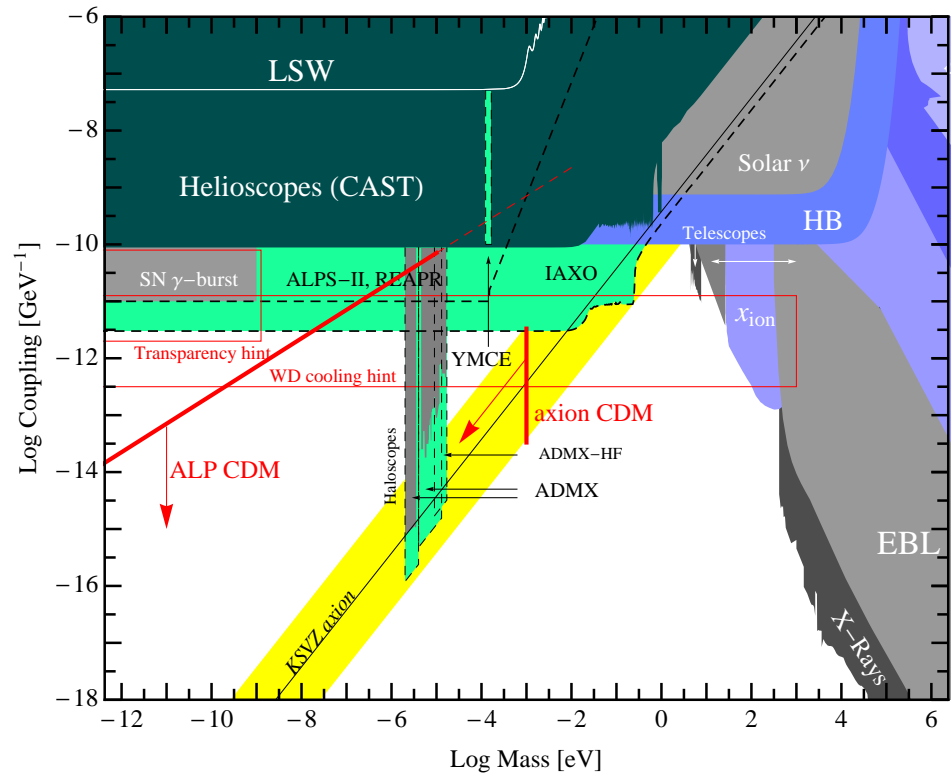 −6
−8
−10
−12
−14
−16
−18
Log Coupling [GeV−1]
LSW
Helioscopes (CAST)
Solar ν
HB
Telescopes
SN γ−burst
ALPS−II, REAPR
IAXO
xion
Transparency hint
YMCE
WD cooling hint
axion CDM
ALP CDM
Haloscopes
ADMX−HF
ADMX
EBL
KSVZ axion
X−Rays
−12 −10 −8 −6 −4 −2 0 2 4 6
Log Mass [eV]